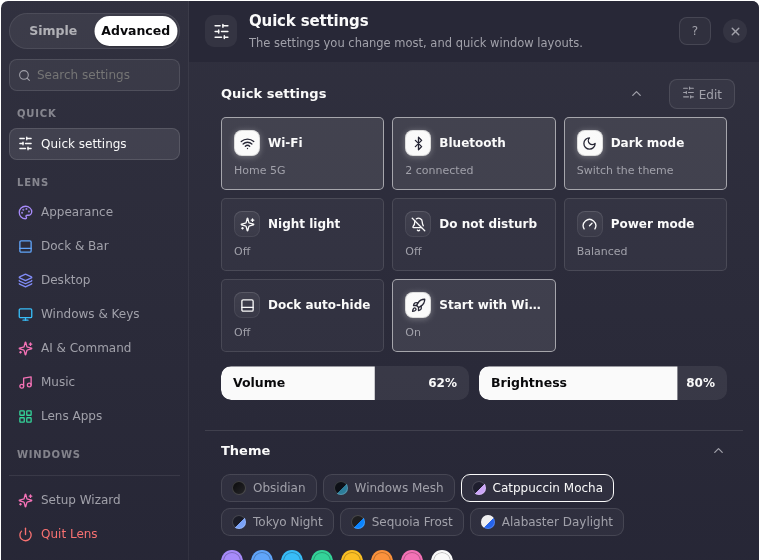 Simple Advanced
Search settings
QUICK
Quick settings
LENS
Appearance
Dock & Bar
Desktop
Windows & Keys
AI & Command
Music
Lens Apps
WINDOWS
Setup Wizard
Quit Lens
Quick settings
The settings you change most, and quick window layouts.
?
Quick settings
Edit
Wi-Fi
Home 5G
Bluetooth
2 connected
Dark mode
Switch the theme
Night light
Off
Do not disturb
Off
Power mode
Balanced
Dock auto-hide
Off
Start with Wi...
On
Volume 62%
Brightness 80%
Theme
Obsidian
Windows Mesh
Catppuccin Mocha
Tokyo Night
Sequoia Frost
Alabaster Daylight